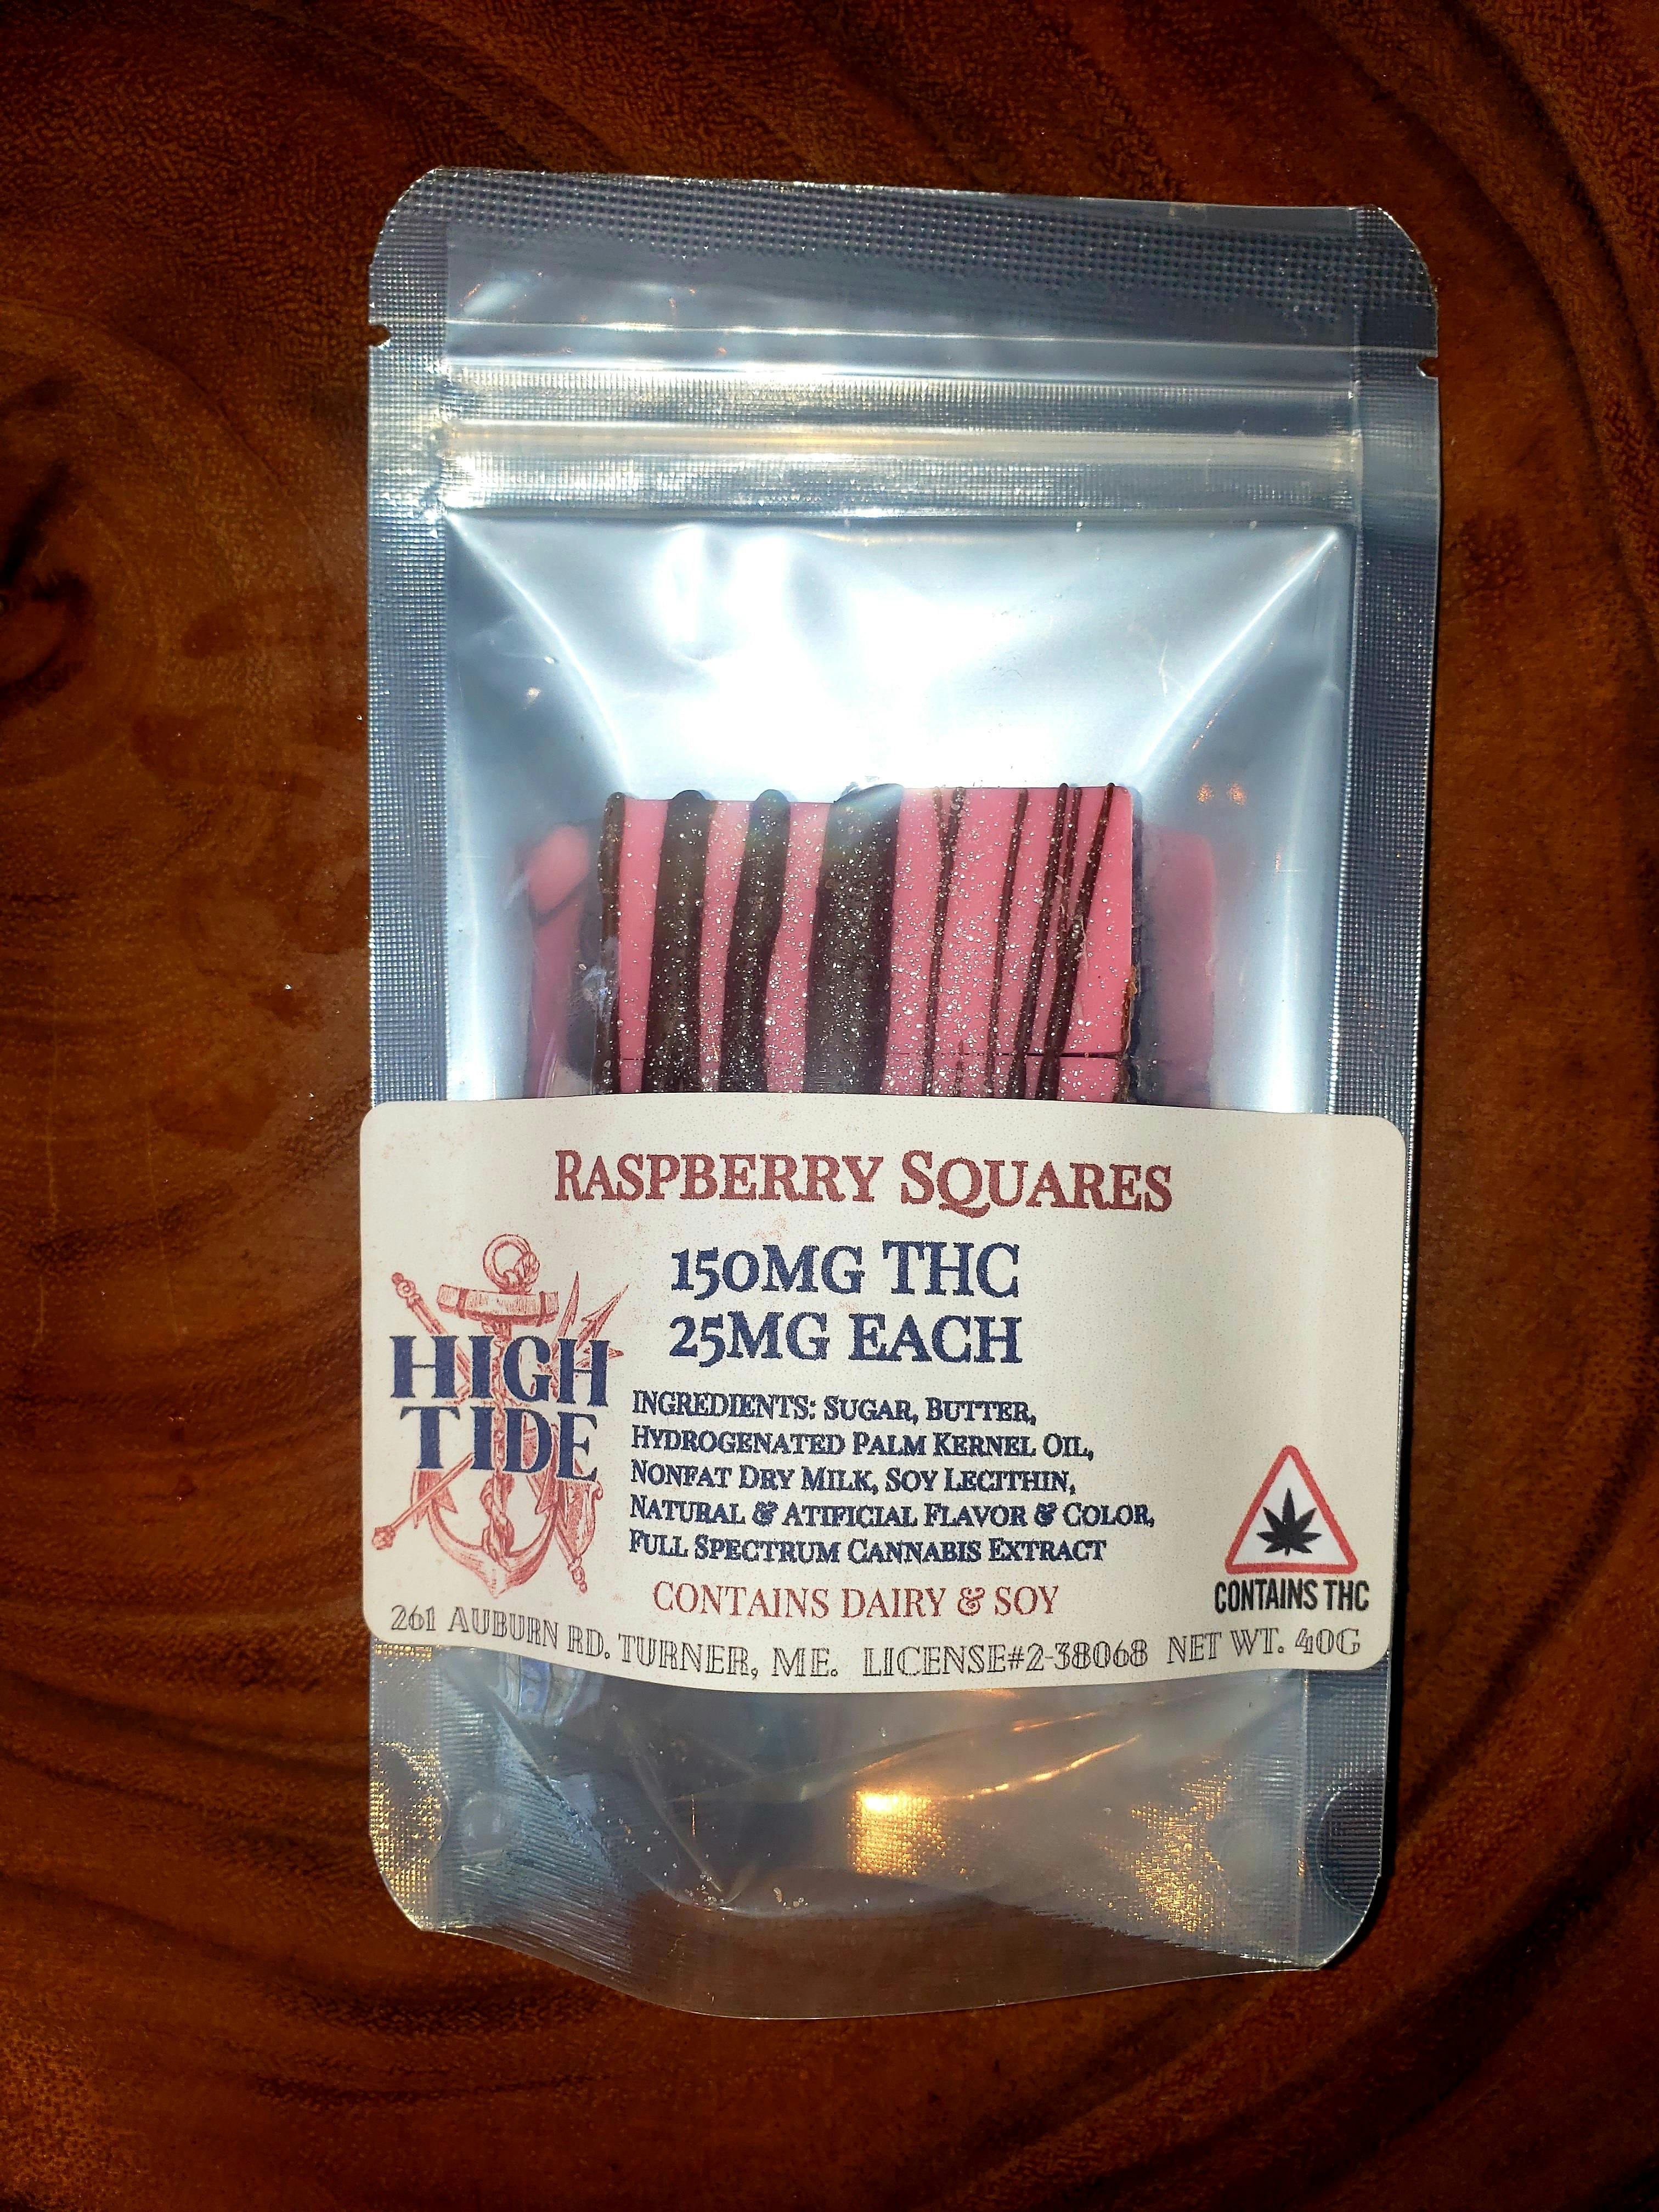 RASPBERRY SQUARES
150MG THC
25MG EACH
HIGH
TIDE
INGREDIENTS: SUGAR, BUTTER,
HYDROGENATED PALM KERNEL OIL,
NONFAT DRY MILK, SOY LECITHIN,
NATURAL & ATIFICIAL FLAVOR & COLOR,
FULL SPECTRUM CANNABIS EXTRACT
CONTAINS DAIRY & SOY
CONTAINS THC
261 AUBURN RD. TURNER, ME. LICENSE#2-38068 NET WT. 40G